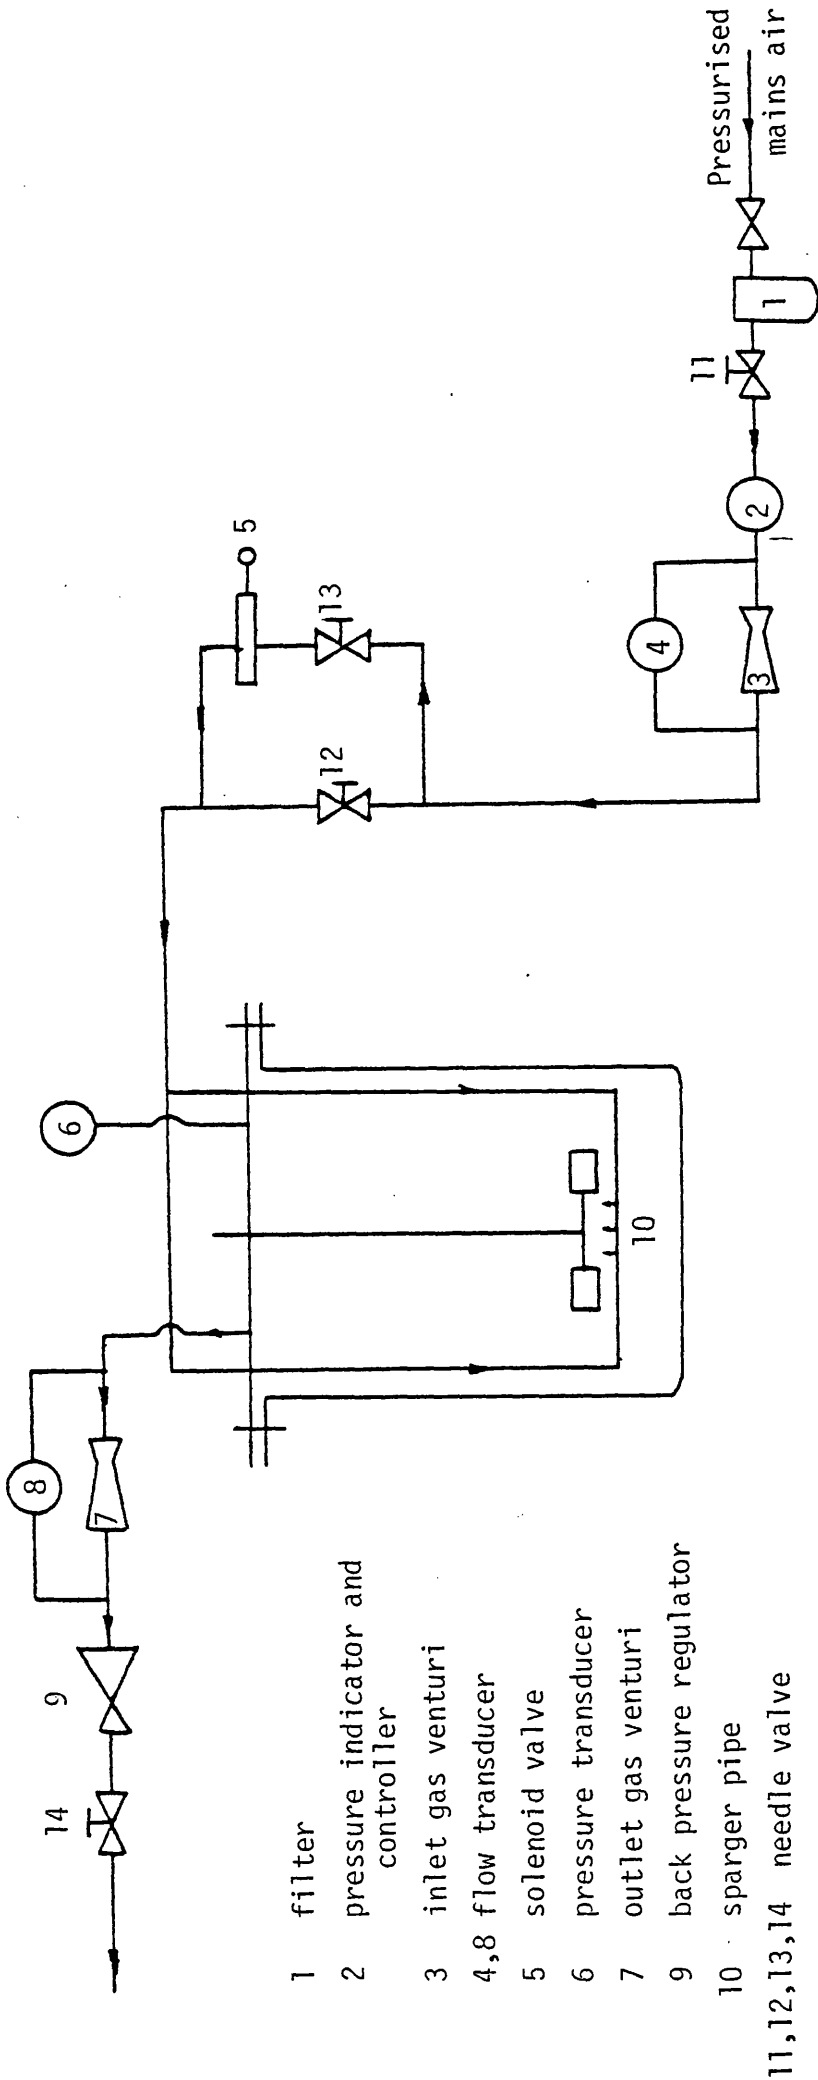 Pressurised
mains air
1
11
2
3
4
5
13
12
6
10
8
7
9
14
1 filter
2 pressure indicator and
controller
3 inlet gas venturi
4,8 flow transducer
5 solenoid valve
6 pressure transducer
7 outlet gas venturi
9 back pressure regulator
10 sparger pipe
11,12,13,14 needle valve